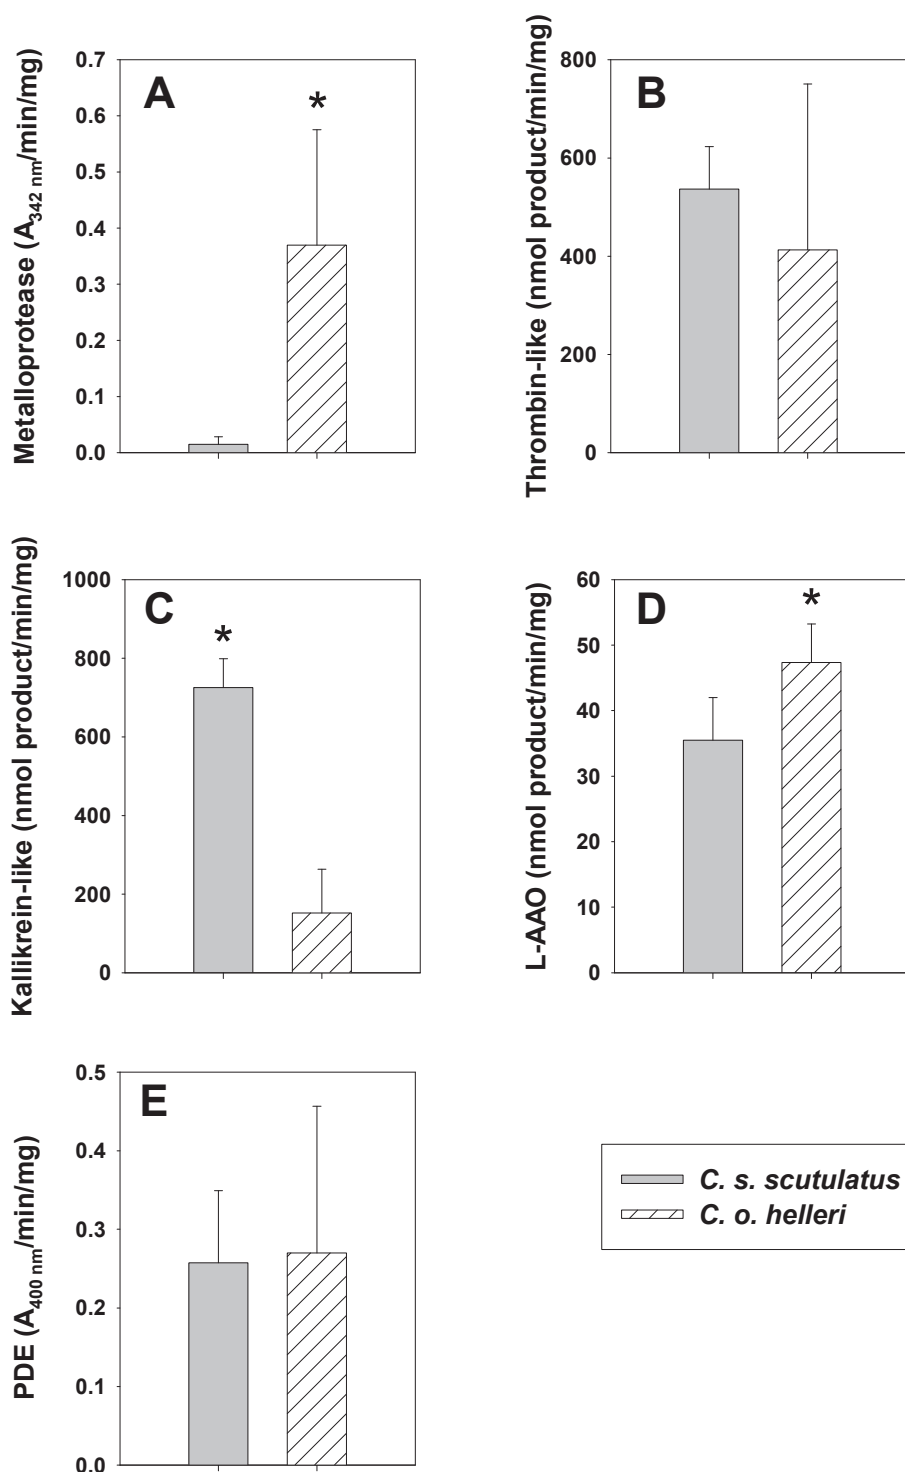 Metalloprotease (A342 nm/min/mg)
0.7
0.6
0.5
0.4
0.3
0.2
0.1
0.0
A
*
Thrombin-like (nmol product/min/mg)
800
600
400
200
0
B
Kallikrein-like (nmol product/min/mg)
1000
800
600
400
200
0
C
*
L-AAO (nmol product/min/mg)
60
50
40
30
20
10
0
D
*
PDE (A400 nm/min/mg)
0.5
0.4
0.3
0.2
0.1
0.0
E
C. s. scutulatus
C. o. helleri